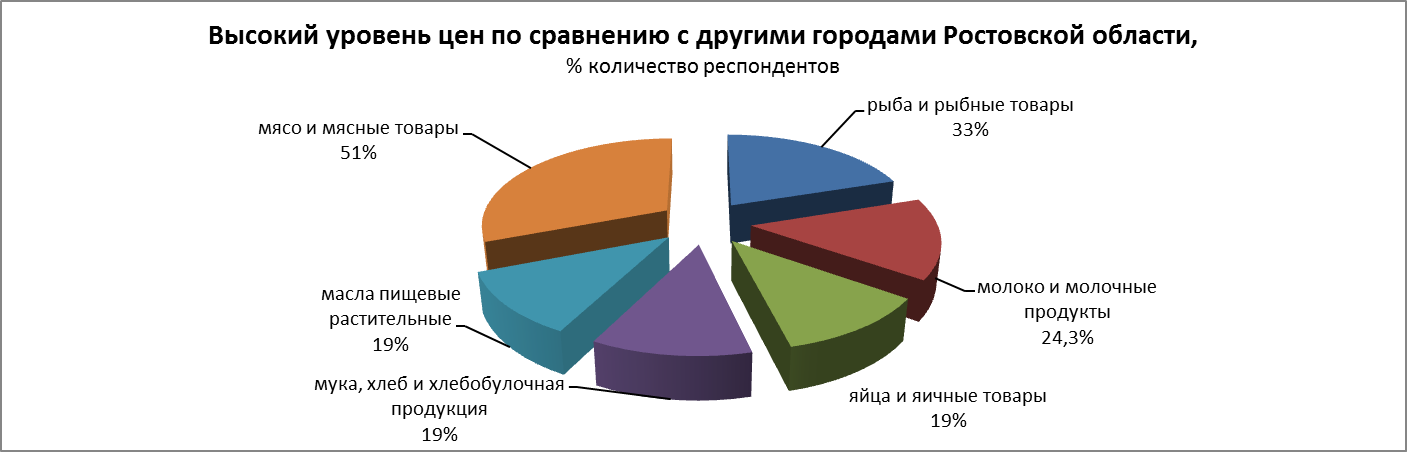 Высокий уровень цен по сравнению с другими городами Ростовской области,
% количество респондентов
рыба и рыбные товары
33%
мясо и мясные товары
51%
молоко и молочные
продукты
24,3%
масла пищевые
растительные
19%
мука, хлеб и хлебобулочная
продукция
19%
яйца и яичные товары
19%